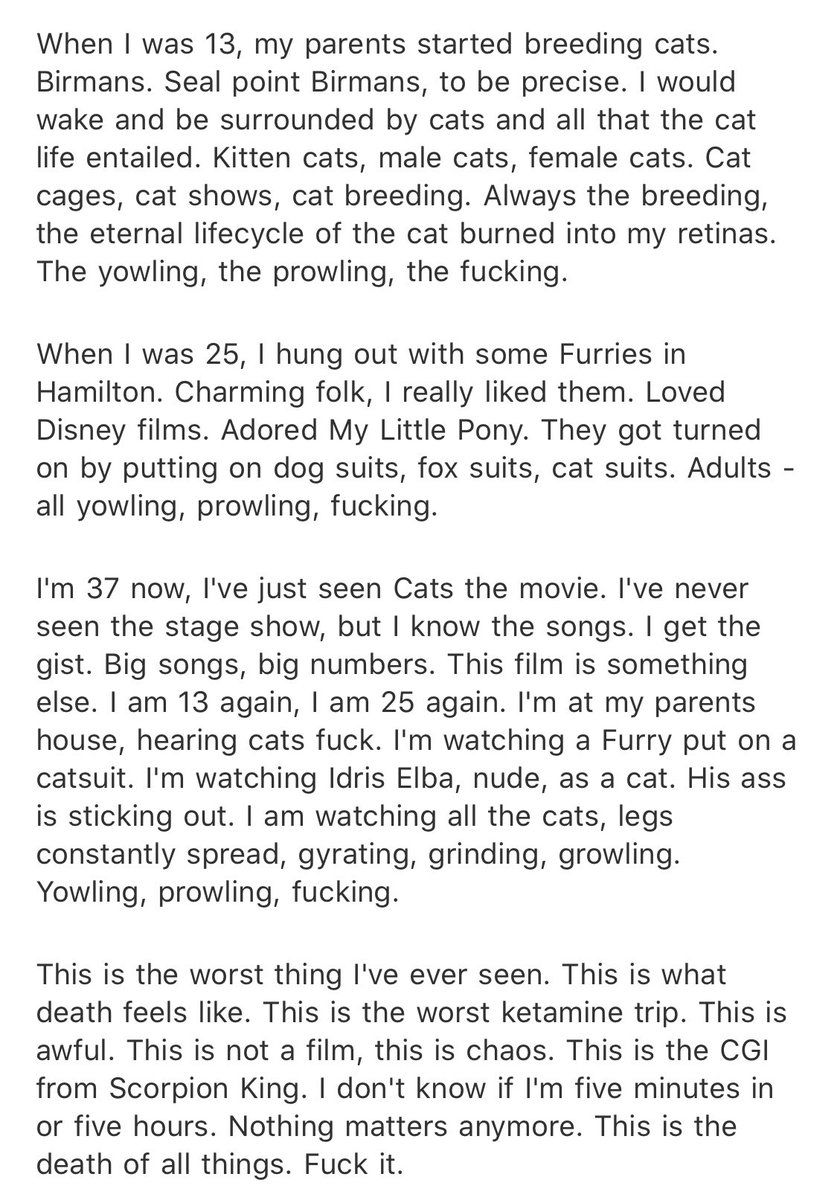 When I was 13, my parents started breeding cats.
Birmans. Seal point Birmans, to be precise. I would
wake and be surrounded by cats and all that the cat
life entailed. Kitten cats, male cats, female cats. Cat
cages, cat shows, cat breeding. Always the breeding,
the eternal lifecycle of the cat burned into my retinas.
The yowling, the prowling, the fucking.

When I was 25, I hung out with some Furries in
Hamilton. Charming folk, I really liked them. Loved
Disney films. Adored My Little Pony. They got turned
on by putting on dog suits, fox suits, cat suits. Adults -
all yowling, prowling, fucking.

I'm 37 now, I've just seen Cats the movie. I've never
seen the stage show, but I know the songs. I get the
gist. Big songs, big numbers. This film is something
else. I am 13 again, I am 25 again. I'm at my parents
house, hearing cats fuck. I'm watching a Furry put on a
catsuit. I'm watching Idris Elba, nude, as a cat. His ass
is sticking out. I am watching all the cats, legs
constantly spread, gyrating, grinding, growling.
Yowling, prowling, fucking.

This is the worst thing I've ever seen. This is what
death feels like. This is the worst ketamine trip. This is
awful. This is not a film, this is chaos. This is the CGI
from Scorpion King. I don't know if I'm five minutes in
or five hours. Nothing matters anymore. This is the
death of all things. Fuck it.